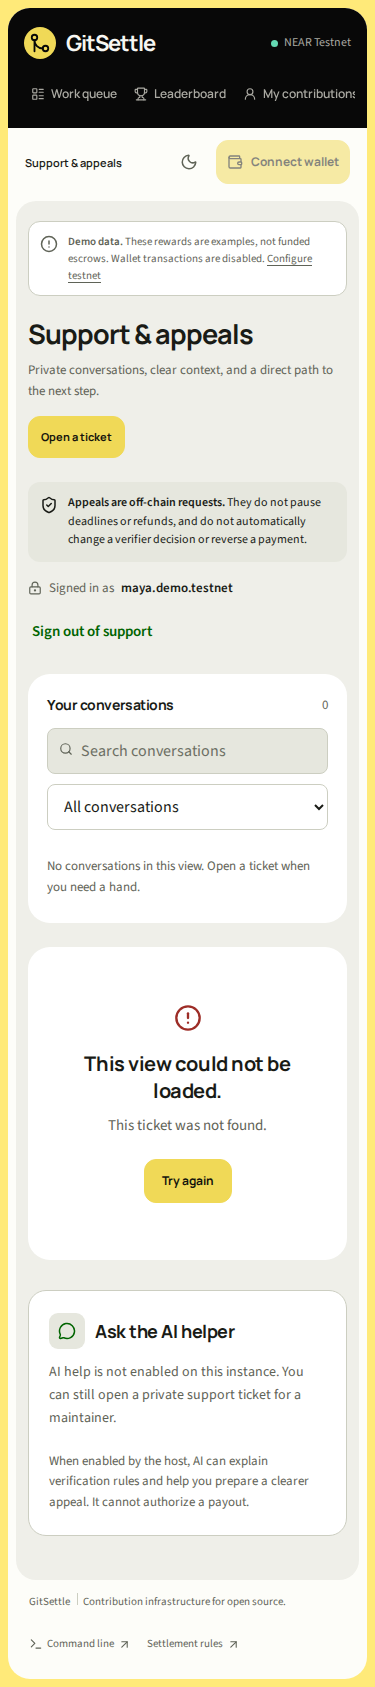 GitSettle
NEAR Testnet
Work queue
Leaderboard
My contributions
Support & appeals
Connect wallet
Demo data. These rewards are examples, not funded
escrows. Wallet transactions are disabled. Configure
testnet
Support & appeals
Private conversations, clear context, and a direct path to
the next step.
Open a ticket
Appeals are off-chain requests. They do not pause
deadlines or refunds, and do not automatically
change a verifier decision or reverse a payment.
Signed in as maya.demo.testnet
Sign out of support
Your conversations 0
Search conversations
All conversations
No conversations in this view. Open a ticket when
you need a hand.
This view could not be
loaded.
This ticket was not found.
Try again
Ask the AI helper
AI help is not enabled on this instance. You
can still open a private support ticket for a
maintainer.
When enabled by the host, AI can explain
verification rules and help you prepare a clearer
appeal. It cannot authorize a payout.
GitSettle
Contribution infrastructure for open source.
Command line
Settlement rules